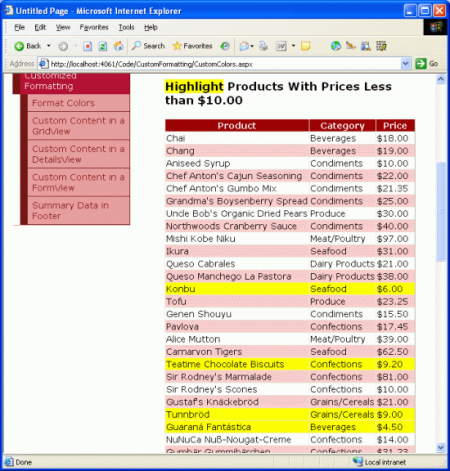 Untitled Page - Microsoft Internet Explorer
File Edit View Favorites Tools Help
Back Search Favorites
Address http://localhost:4061/Code/CustomFormatting/CustomColors.aspx Go
Customized
Formatting
Format Colors
Custom Content in a
GridView
Custom Content in a
DetailsView
Custom Content in a
FormView
Summary Data in
Footer
Highlight Products With Prices Less
than $10.00
Product Category Price
Chai Beverages $18.00
Chang Beverages $19.00
Aniseed Syrup Condiments $10.00
Chef Anton's Cajun Seasoning Condiments $22.00
Chef Anton's Gumbo Mix Condiments $21.35
Grandma's Boysenberry Spread Condiments $25.00
Uncle Bob's Organic Dried Pears Produce $30.00
Northwoods Cranberry Sauce Condiments $40.00
Mishi Kobe Niku Meat/Poultry $97.00
Ikura Seafood $31.00
Queso Cabrales Dairy Products $21.00
Queso Manchego La Pastora Dairy Products $38.00
Konbu Seafood $6.00
Tofu Produce $23.25
Genen Shouyu Condiments $15.50
Pavlova Confections $17.45
Alice Mutton Meat/Poultry $39.00
Carnarvon Tigers Seafood $62.50
Teatime Chocolate Biscuits Confections $9.20
Sir Rodney's Marmalade Confections $81.00
Sir Rodney's Scones Confections $10.00
Gustaf's Knäckebröd Grains/Cereals $21.00
Tunnbröd Grains/Cereals $9.00
Guaraná Fantástica Beverages $4.50
NuNuCa Nuß-Nougat-Creme Confections $14.00
Gumbär Gummibärchen Confections $31.23
Done Local intranet